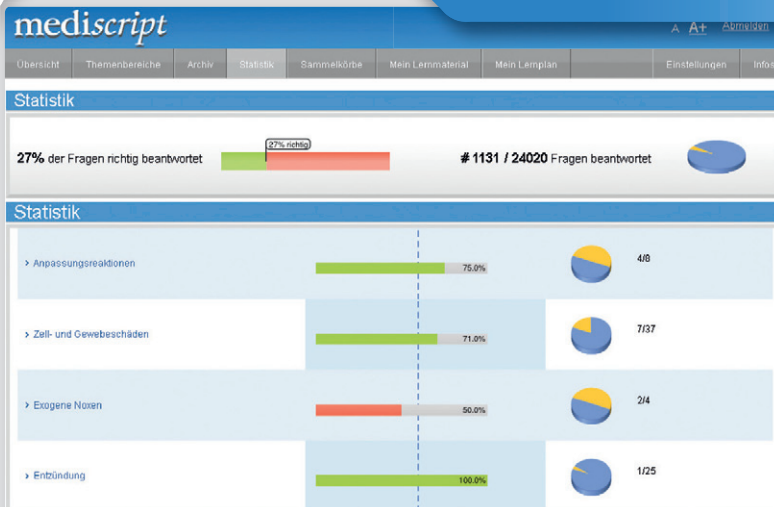 mediscript
A A+ Abmelden
Übersicht Themenbereiche Archiv Statistik Sammelkörbe Mein Lernmaterial Mein Lernplan Einstellungen Infos
Statistik
27% richtig
27% der Fragen richtig beantwortet # 1131 / 24020 Fragen beantwortet
Statistik
> Anpassungsreaktionen 75.0% 4/8
> Zell- und Gewebeschäden 71.0% 7/37
> Exogene Noxen 50.0% 2/4
> Entzündung 100.0% 1/25